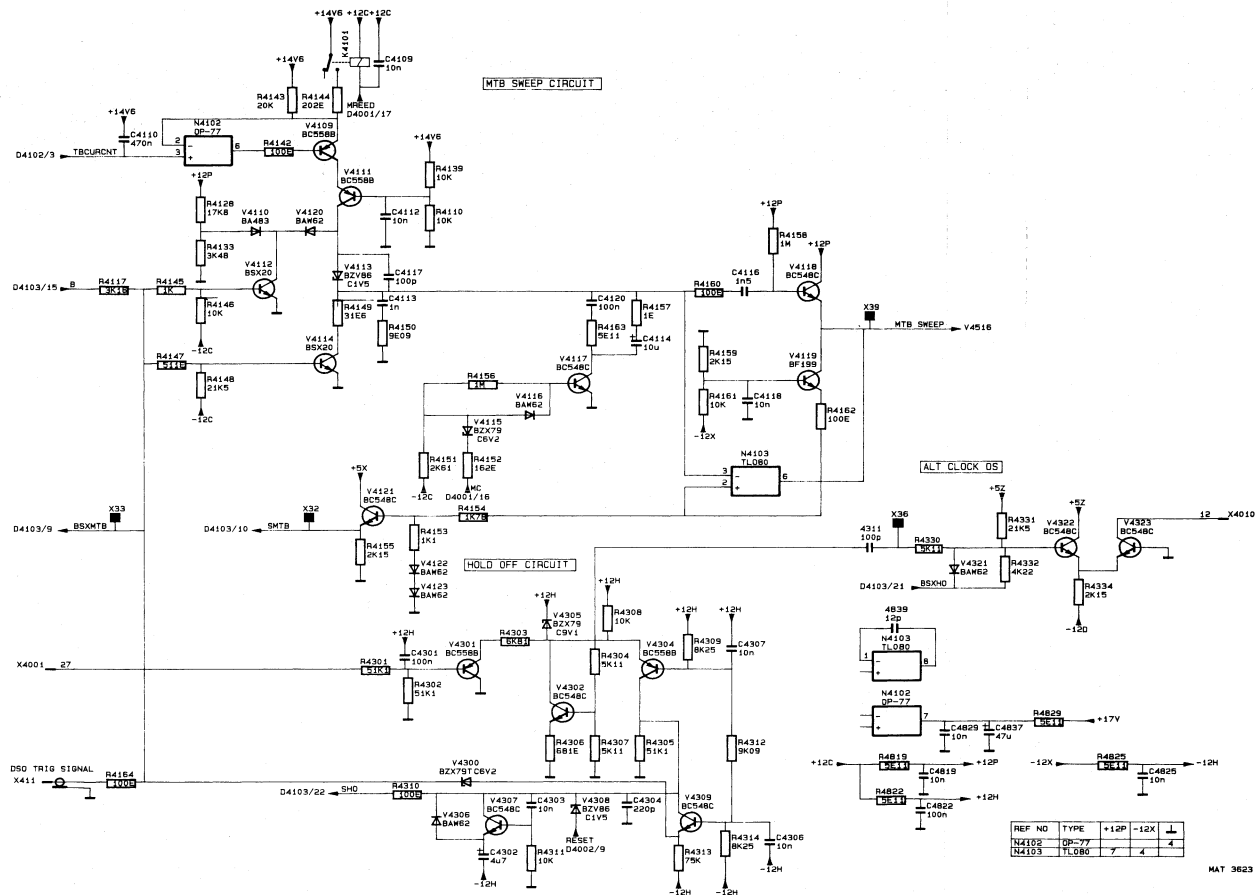 +14V6
+12C
+12C
K4101
C4109
10n
+14V6
MTB SWEEP CIRCUIT
R4143
20K
R4144
202E
MREED
D4001/17
+14V6
C4110
470n
N4102
OP-77
2
3
6
-
+
R4142
100E
V4109
BC558B
D4102/3
TBCURCNT
+14V6
V4111
BC558B
R4139
10K
+12P
R4128
17K8
V4110
BA483
V4120
BAW62
C4112
10n
R4110
10K
+12P
R4158
1M
+12P
R4133
3K48
V4112
BSX20
V4113
BZV86
C1V5
C4117
100p
C4116
1n5
V4118
BC548C
D4103/15
B
R4117
3K16
R4145
1K
R4160
100E
R4146
10K
R4149
31E6
C4113
1n
C4120
100n
R4157
1E
X39
R4150
9E09
R4163
5E11
C4114
10u
MTB SWEEP
V4516
-12C
V4114
BSX20
R4147
511E
V4117
BC548C
R4159
2K15
V4119
BF199
R4148
21K5
R4156
1M
V4116
BAW62
R4161
10K
C4118
10n
R4162
100E
-12C
V4115
BZX79
C6V2
-12X
R4151
2K61
R4152
162E
N4103
TL080
3
2
6
-
+
+5X
-12C
MC
D4001/16
ALT CLOCK DS
V4121
BC548C
R4154
1K78
+5Z
+5Z
X33
X32
X36
D4103/9
BSXMTB
D4103/10
SMTB
R4153
1K1
4311
100p
R4331
21K5
V4322
BC548C
V4323
BC548C
12
X4010
R4155
2K15
R4330
5K11
V4122
BAW62
V4123
BAW62
HOLD OFF CIRCUIT
V4321
BAW62
R4332
4K22
D4103/21
BSXHO
R4334
2K15
+12H
+12H
+12H
+12H
V4305
BZX79
C9V1
R4308
10K
4839
12p
-12D
+12H
C4301
100n
V4301
BC558B
R4303
6K81
R4304
5K11
V4304
BC558B
R4309
8K25
C4307
10n
N4103
TL080
1
8
-
+
X4001
27
R4301
51K1
R4302
51K1
V4302
BC548C
N4102
OP-77
7
-
+
R4829
5E11
+17V
C4829
10n
C4837
47u
R4306
681E
R4307
5K11
R4305
51K1
R4312
9K09
DSO TRIG SIGNAL
X411
R4164
100E
V4300
BZX79TC6V2
+12C
R4819
5E11
+12P
-12X
R4825
5E11
-12H
C4819
10n
C4825
10n
D4103/22
SHO
R4310
100E
V4307
BC548C
C4303
10n
V4308
BZV86
C1V5
C4304
220p
V4309
BC548C
R4822
5E11
+12H
C4822
100n
V4306
BAW62
C4302
4u7
R4311
10K
RESET
D4002/9
R4313
75K
R4314
8K25
C4306
10n
-12H
-12H
-12H
-12H
REF NO TYPE +12P -12X ⊥
N4102 OP-77 4
N4103 TL080 7 4
MAT 3623